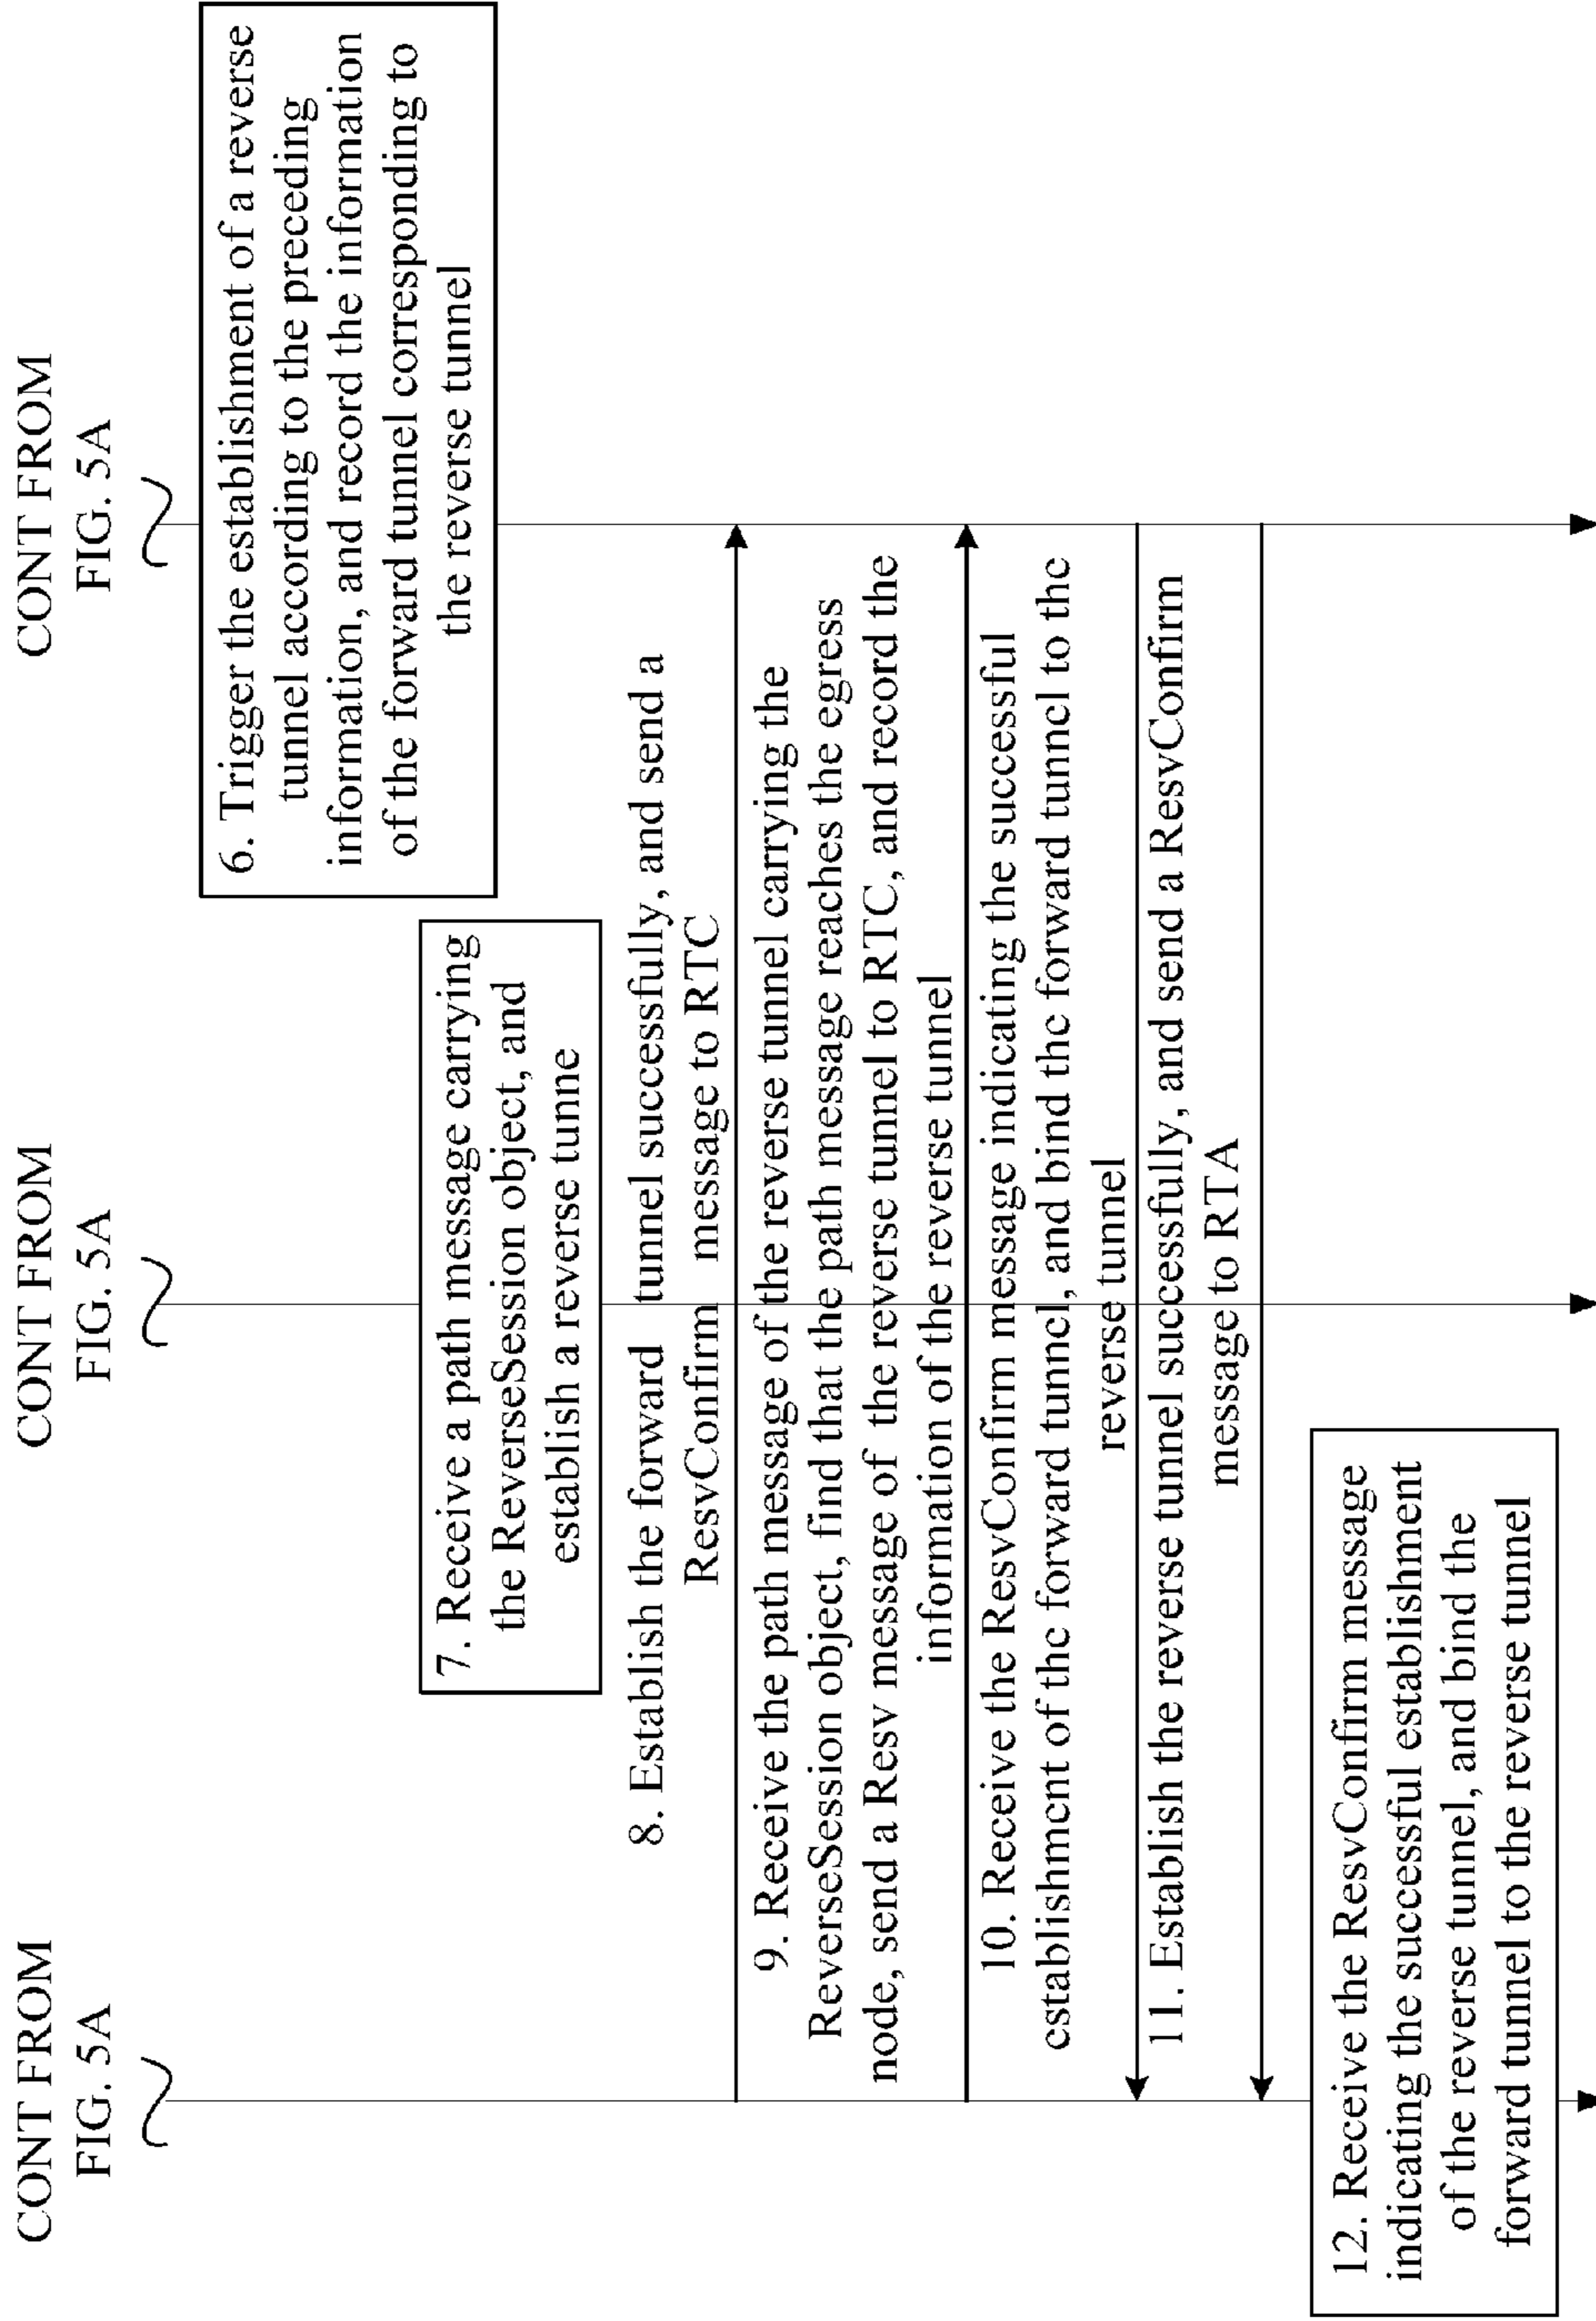 CONT FROM
FIG. 5A
CONT FROM
FIG. 5A
CONT FROM
FIG. 5A
6. Trigger the establishment of a reverse
tunnel according to the preceding
information, and record the information
of the forward tunnel corresponding to
the reverse tunnel
7. Receive a path message carrying
the ReverseSession object, and
establish a reverse tunne
8. Establish the forward tunnel successfully, and send a
ResvConfirm message to RTC
9. Receive the path message of the reverse tunnel carrying the
ReverseSession object, find that the path message reaches the egress
node, send a Resv message of the reverse tunnel to RTC, and record the
information of the reverse tunnel
10. Receive the ResvConfirm message indicating the successful
establishment of the forward tunnel, and bind the forward tunnel to the
reverse tunnel
11. Establish the reverse tunnel successfully, and send a ResvConfirm
message to RTA
12. Receive the ResvConfirm message
indicating the successful establishment
of the reverse tunnel, and bind the
forward tunnel to the reverse tunnel